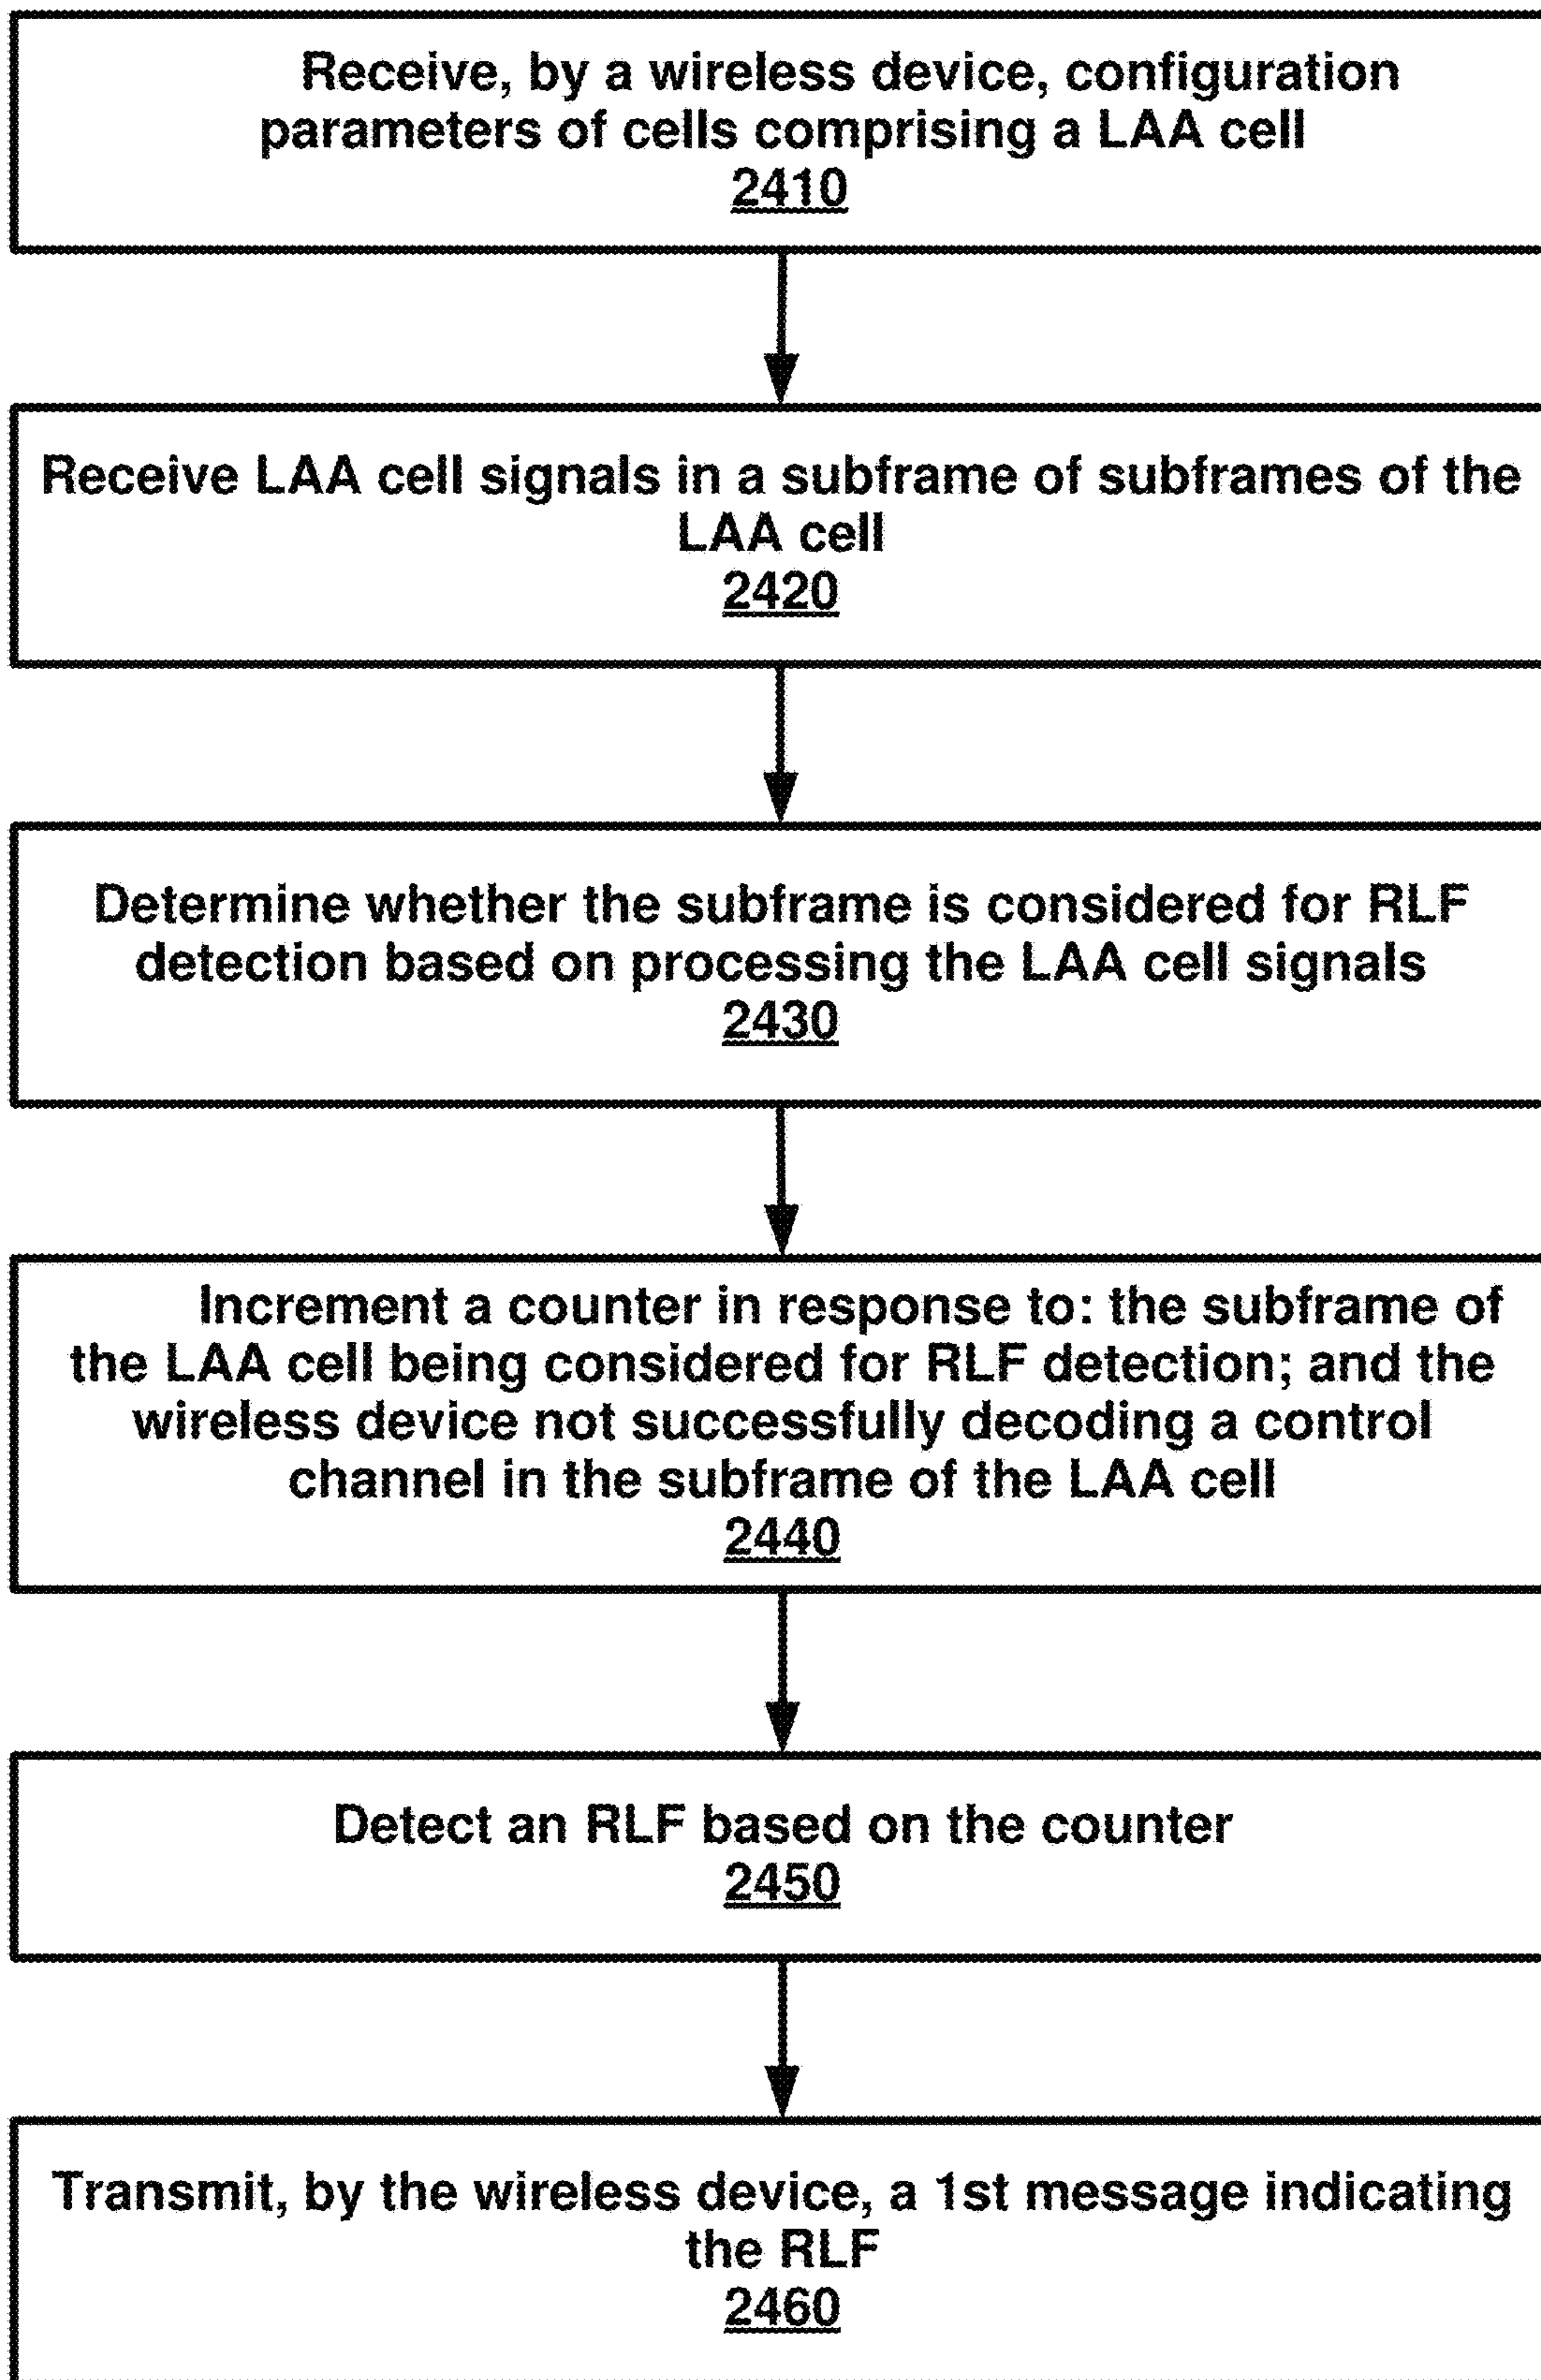 Receive, by a wireless device, configuration
parameters of cells comprising a LAA cell
2410
Receive LAA cell signals in a subframe of subframes of the
LAA cell
2420
Determine whether the subframe is considered for RLF
detection based on processing the LAA cell signals
2430
Increment a counter in response to: the subframe of
the LAA cell being considered for RLF detection; and the
wireless device not successfully decoding a control
channel in the subframe of the LAA cell
2440
Detect an RLF based on the counter
2450
Transmit, by the wireless device, a 1st message indicating
the RLF
2460